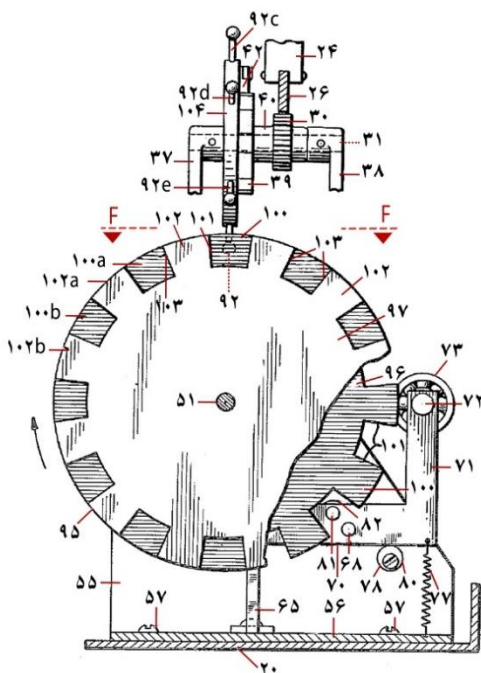 ۹۲c
۴۲ ۲۴
۹۲d ۲۶
۱۰۴ ۴۰ ۳۰
۳۱
۳۷ ۳۸
۹۲e ۳۹
F ۱۰۲ ۱۰۱ ۱۰۰ F
۱۰۰a ۱۰۳ ۱۰۲
۱۰۲a ۱۰۳ ۹۲
۱۰۰b ۹۷
۱۰۲b ۹۶ ۷۳
۵۱ ۷۲
۱۰۱ ۷۱
۱۰۰
۹۵ ۸۲
۸۱ ۶۸
۷۰ ۷۸ ۸۰ ۷۷
۵۵
۵۷ ۶۵ ۵۶ ۵۷
۲۰